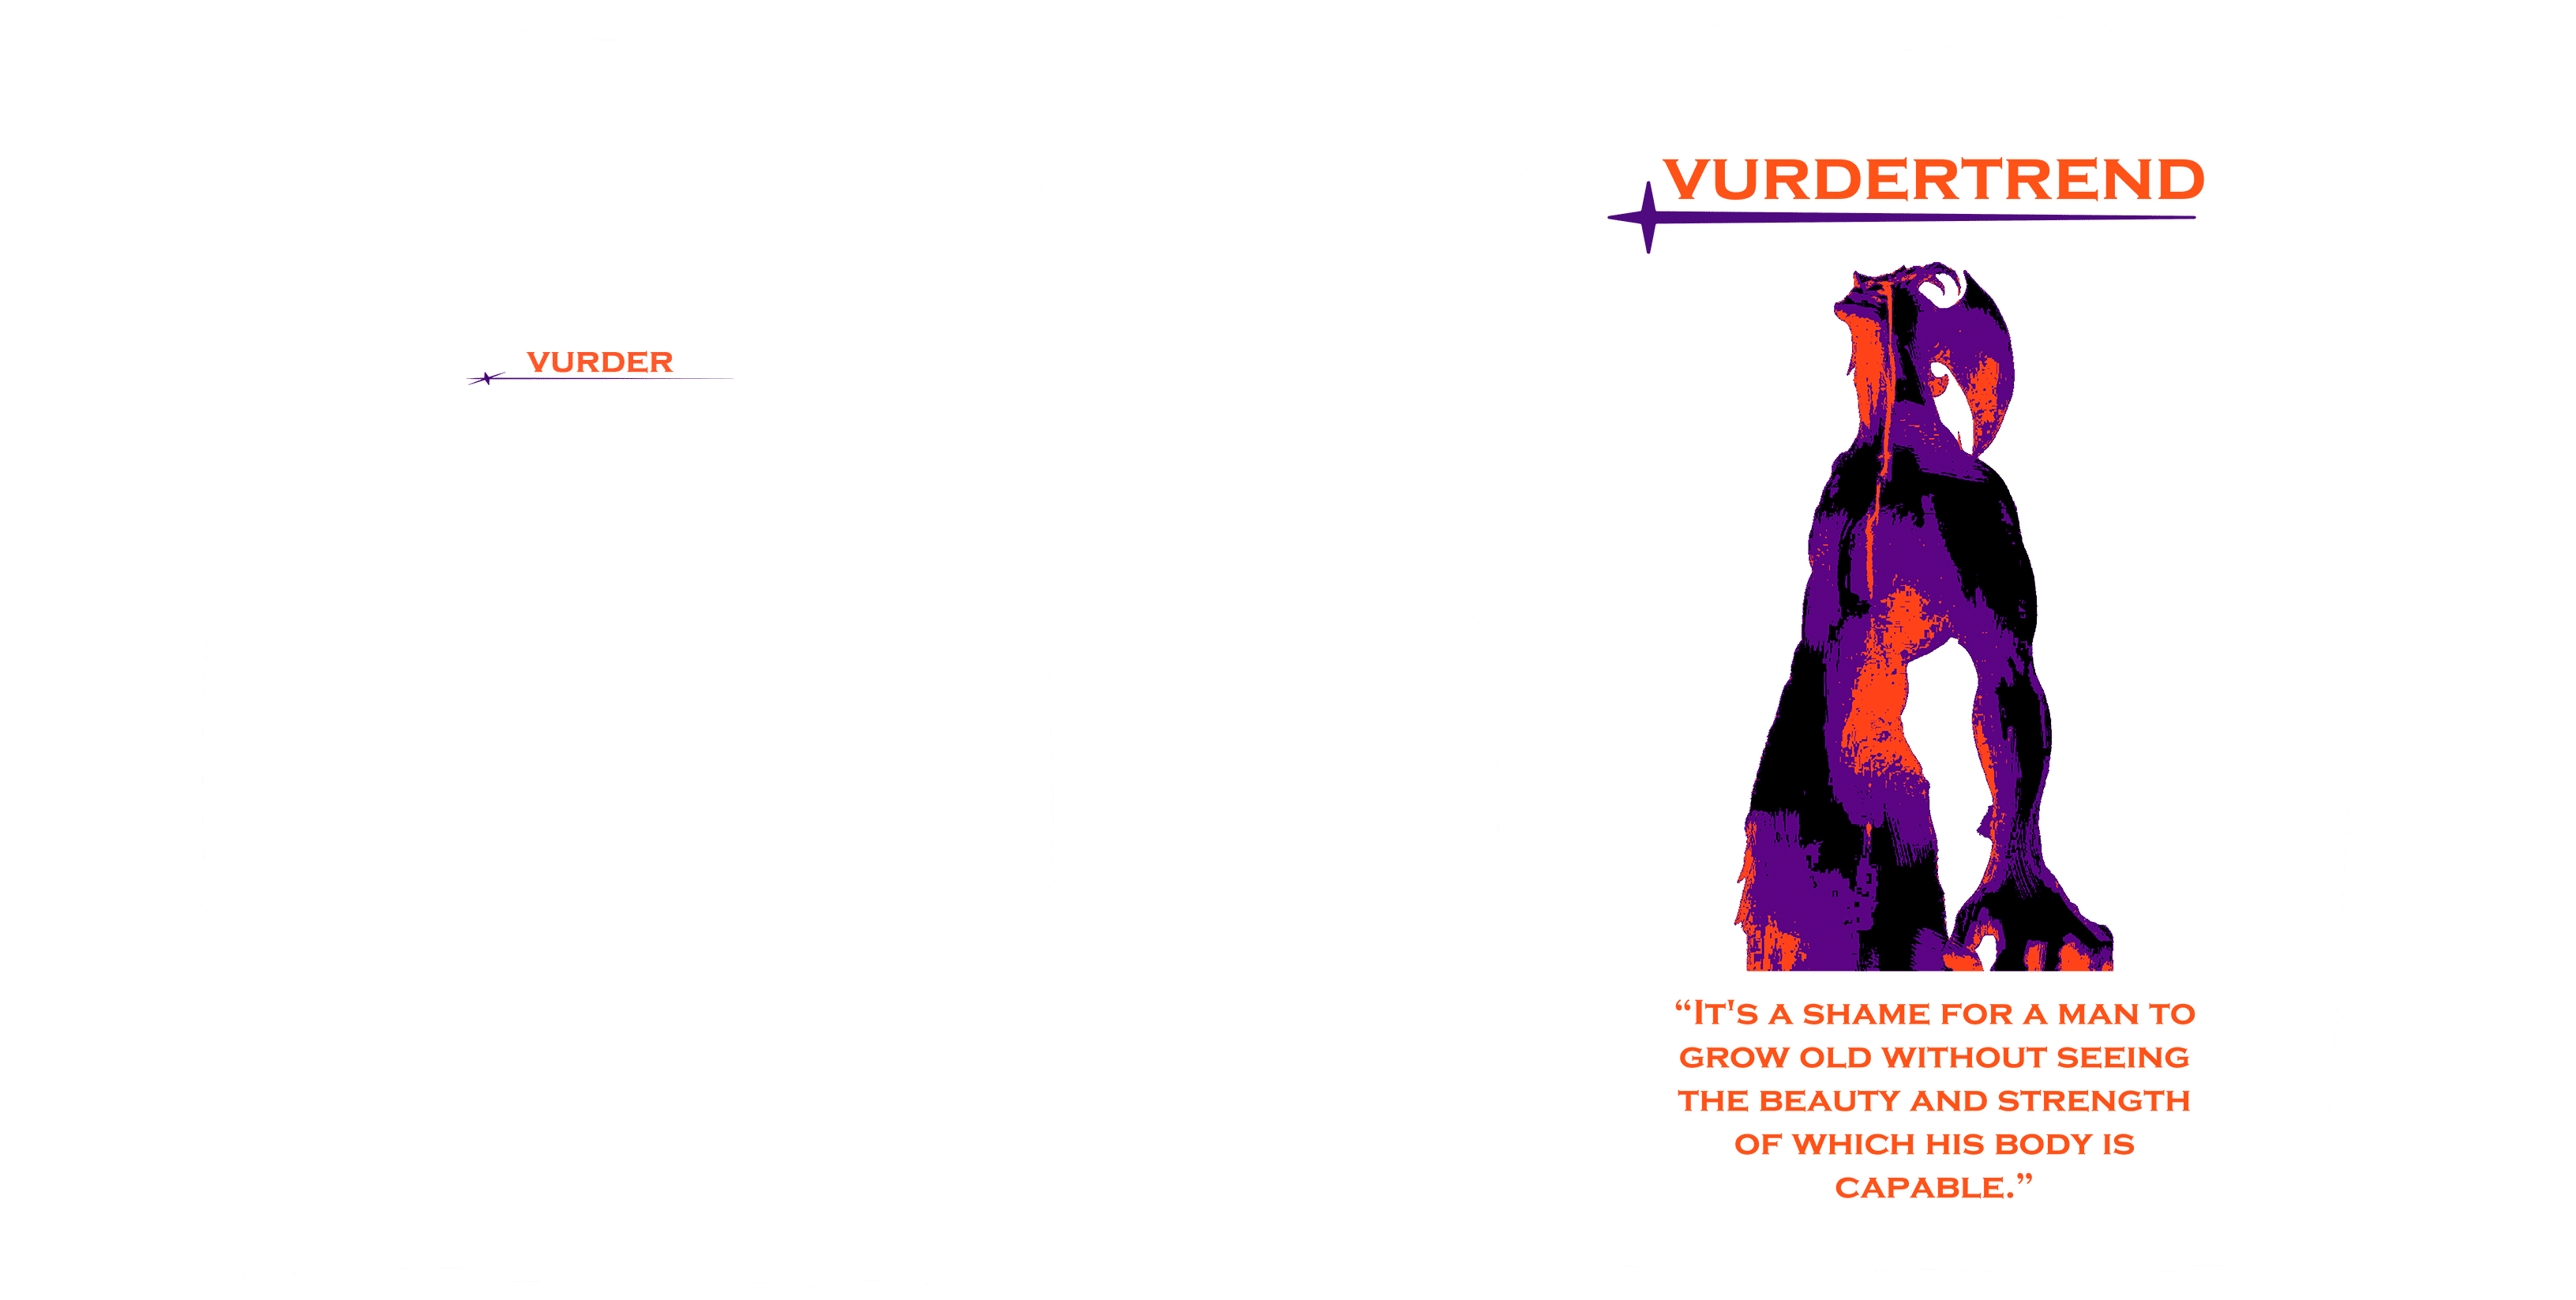 VURDER
VURDERTREND
“IT'S A SHAME FOR A MAN TO
GROW OLD WITHOUT SEEING
THE BEAUTY AND STRENGTH
OF WHICH HIS BODY IS
CAPABLE.”